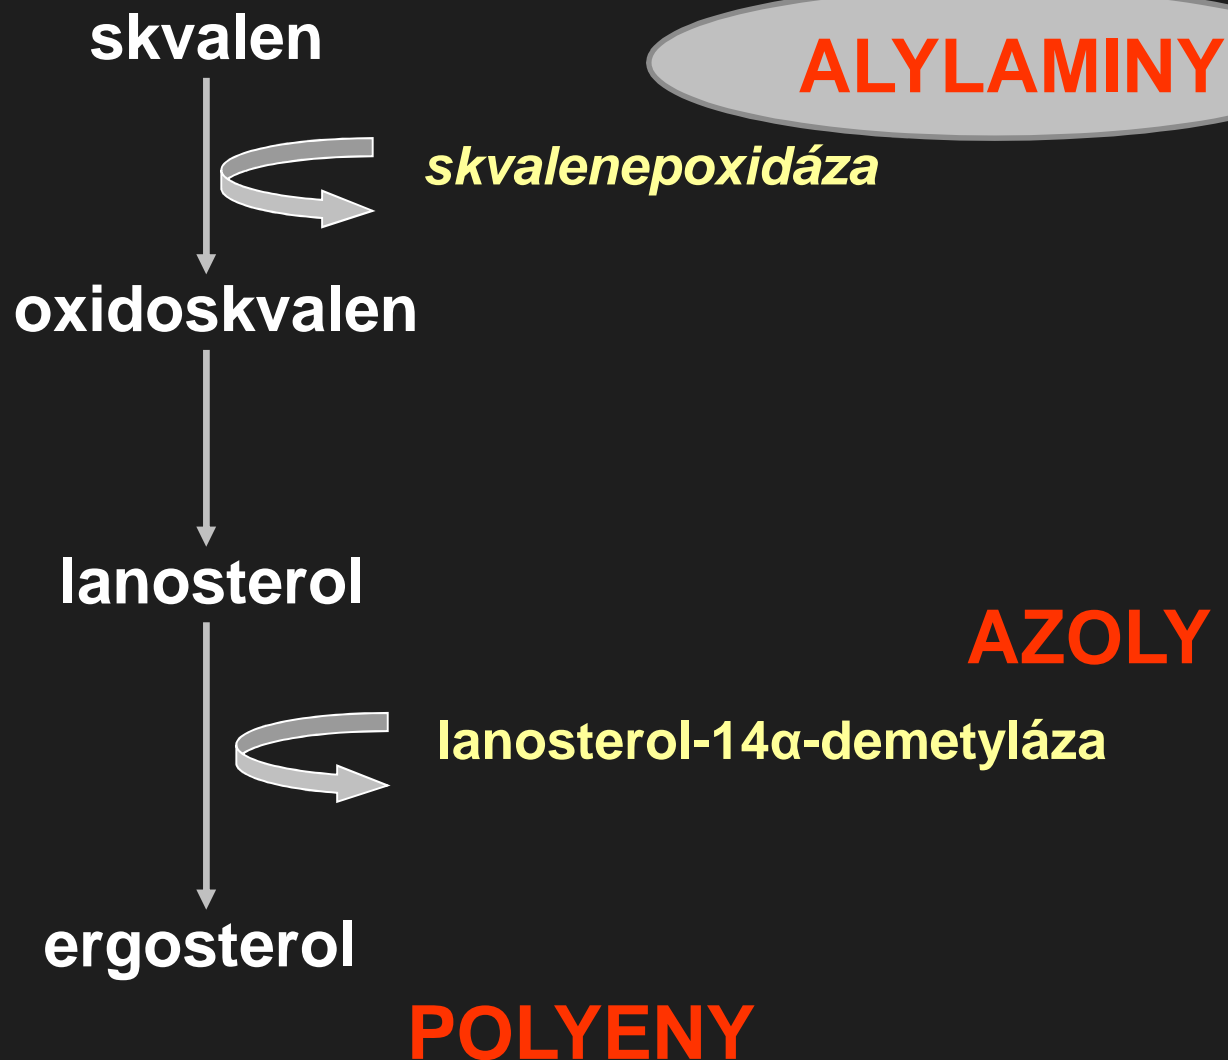 skvalen
ALYLAMINY
skvalenepoxidáza
oxidoskvalen
lanosterol
AZOLY
lanosterol-14α-demetyláza
ergosterol
POLYENY